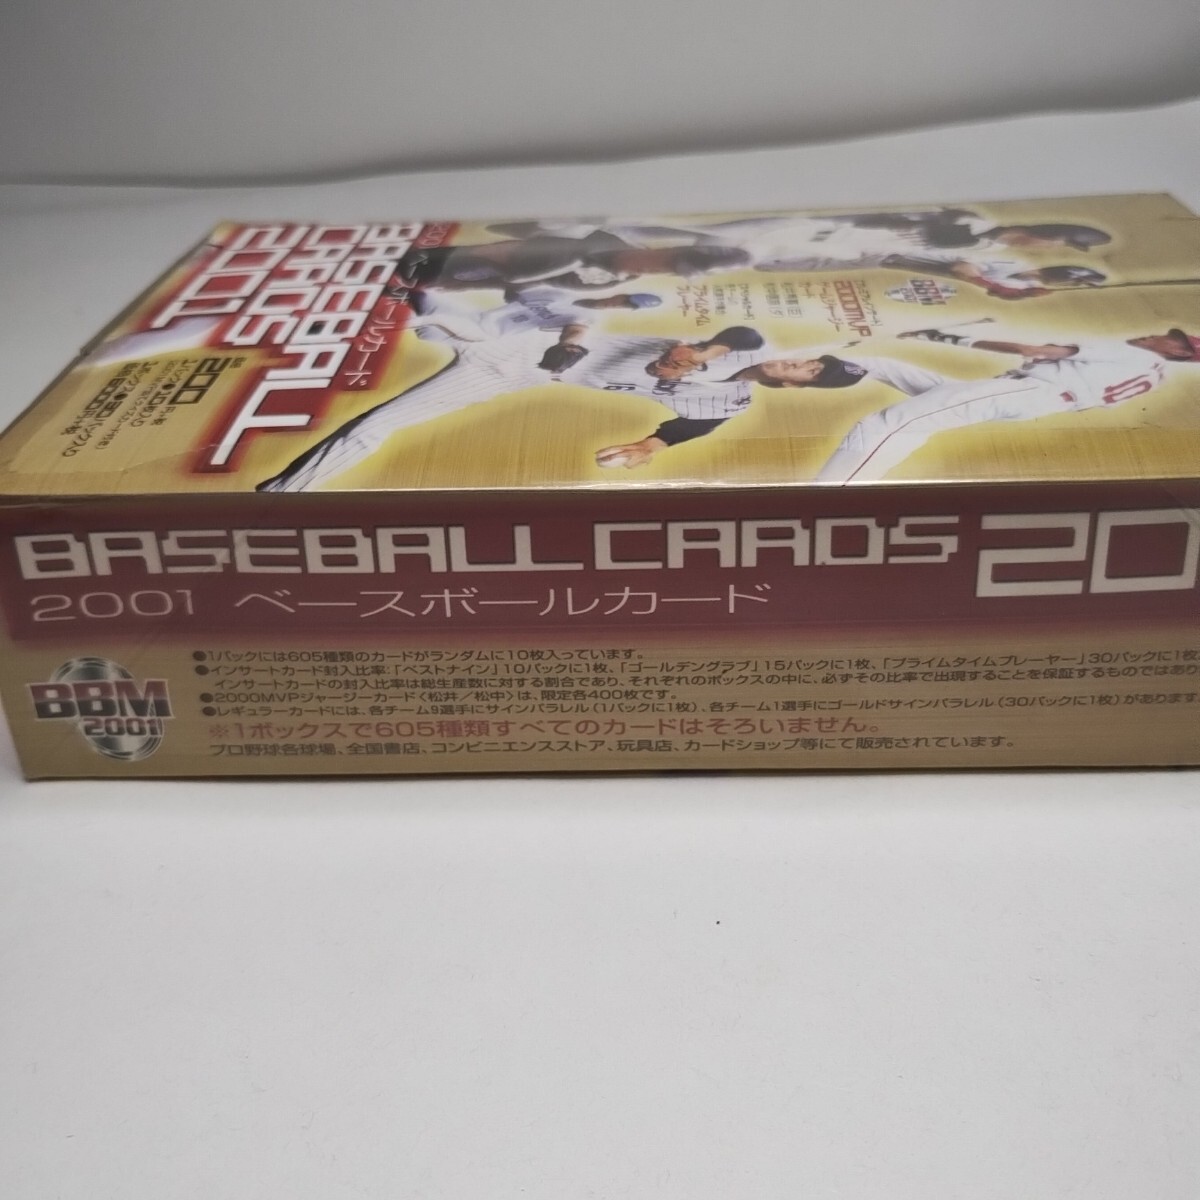 2001 ベースボールカード
BASEBALL
CARDS
2001
BBM
2000MVP
プライムタイム
プレーヤー
BASEBALL CARDS 20
2001 ベースボールカード
BBM
2001
●1パックには605種類のカードがランダムに10枚入っています。
●インサートカード封入比率:「ベストナイン」10パックに1枚、「ゴールデングラブ」15パックに1枚、「プライムタイムプレーヤー」30パックに1枚
インサートカードの封入比率は総生産数に対する割合であり、それぞれのボックスの中に、必ずその比率で出現することを保証するものではあり
●2000MVPジャージーカード〈松井/松中〉は、限定各400枚です。
●レギュラーカードには、各チーム9選手にサインパラレル(1パックに1枚)、各チーム1選手にゴールドサインパラレル(30パックに1枚)があります
※1ボックスで605種類すべてのカードはそろいません。
プロ野球各球場、全国書店、コンビニエンスストア、玩具店、カードショップ等にて販売されています。